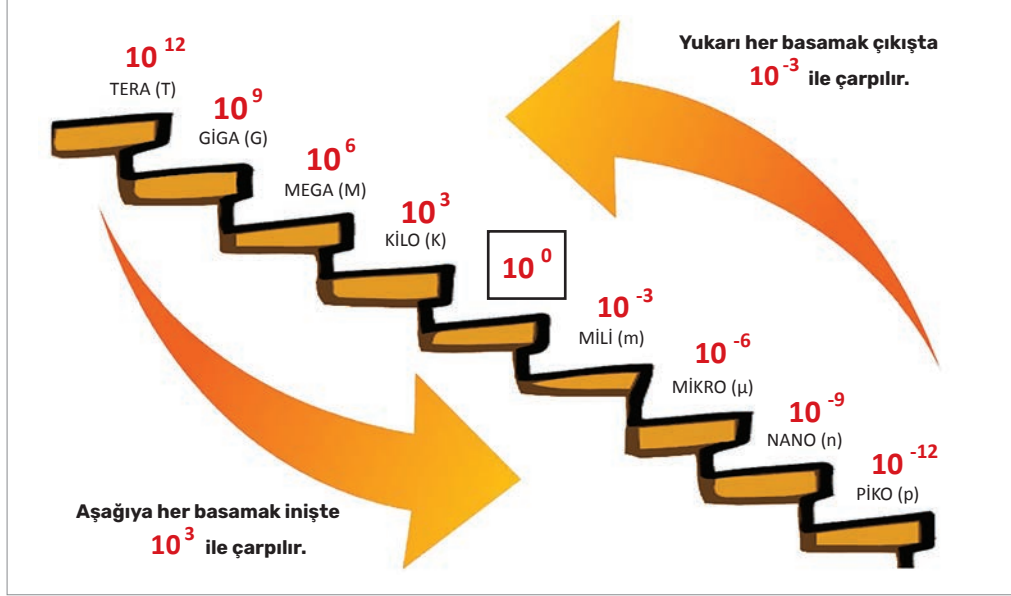 10 12
TERA (T)
10 9
GİGA (G)
10 6
MEGA (M)
10 3
KİLO (K)
10 0
10 -3
MİLİ (m)
10 -6
MİKRO (µ)
10 -9
NANO (n)
10 -12
PİKO (p)
Yukarı her basamak çıkışta
10 -3 ile çarpılır.
Aşağıya her basamak inişte
10 3 ile çarpılır.